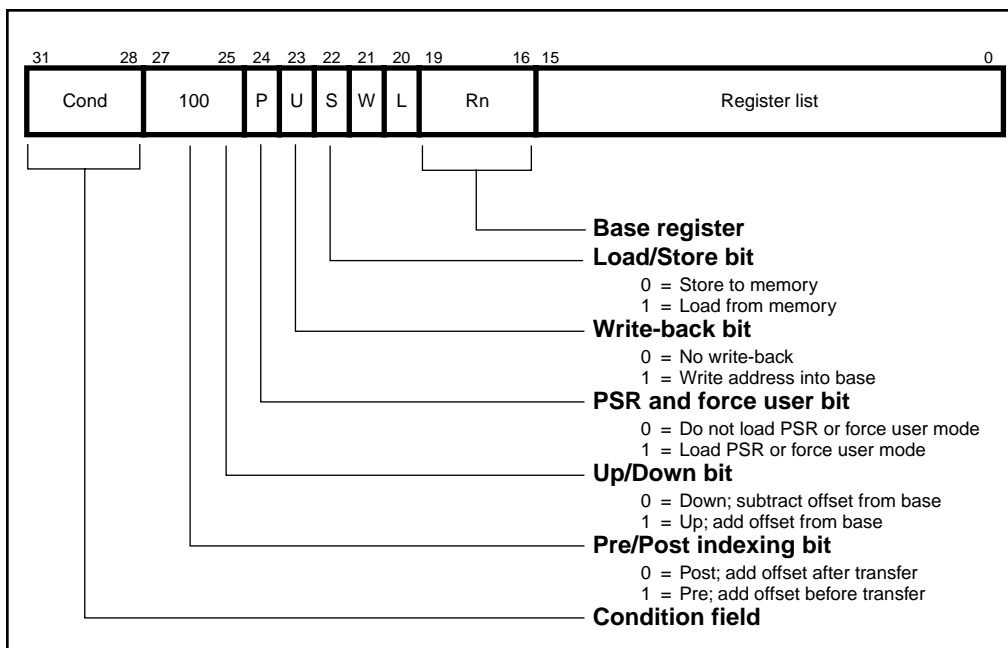 31 28 27 25 24 23 22 21 20 19 16 15 0
Cond 100 P U S W L Rn Register list
Base register
Load/Store bit
0 = Store to memory
1 = Load from memory
Write-back bit
0 = No write-back
1 = Write address into base
PSR and force user bit
0 = Do not load PSR or force user mode
1 = Load PSR or force user mode
Up/Down bit
0 = Down; subtract offset from base
1 = Up; add offset from base
Pre/Post indexing bit
0 = Post; add offset after transfer
1 = Pre; add offset before transfer
Condition field